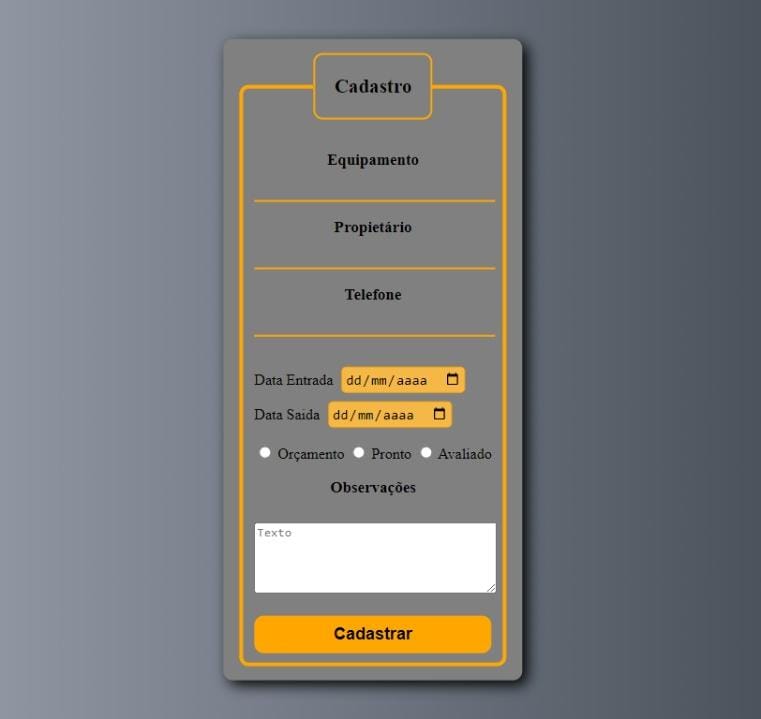 Cadastro
Equipamento
Propietário
Telefone
Data Entrada dd/mm/aaaa
Data Saida dd/mm/aaaa
Orçamento Pronto Avaliado
Observações
Texto
Cadastrar